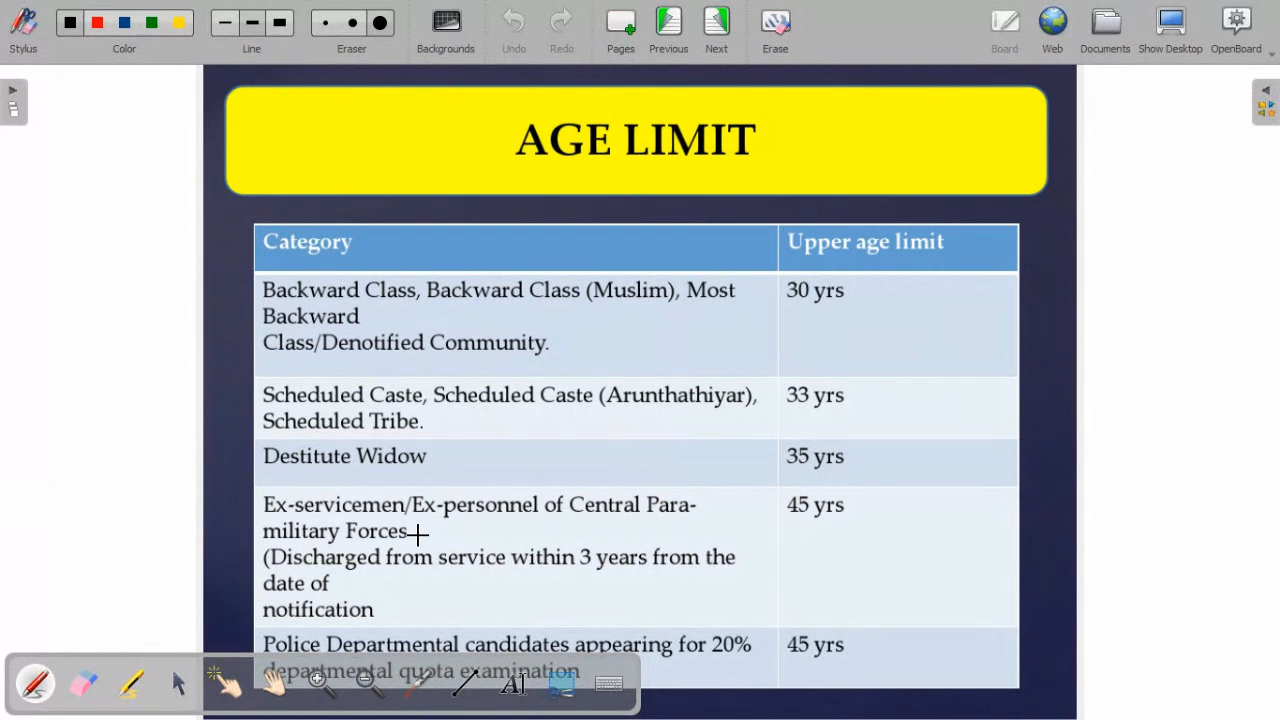 Stylus
Color
Line
Eraser
Backgrounds
Undo
Redo
Pages
Previous
Next
Erase
Board
Web
Documents
Show Desktop
OpenBoard
AGE LIMIT
Category
Upper age limit
Backward Class, Backward Class (Muslim), Most
Backward
Class/Denotified Community.
30 yrs
Scheduled Caste, Scheduled Caste (Arunthathiyar),
Scheduled Tribe.
33 yrs
Destitute Widow
35 yrs
Ex-servicemen/Ex-personnel of Central Para-
military Forces
(Discharged from service within 3 years from the
date of
notification
45 yrs
Police Departmental candidates appearing for 20%
departmental quota examination
45 yrs
AI